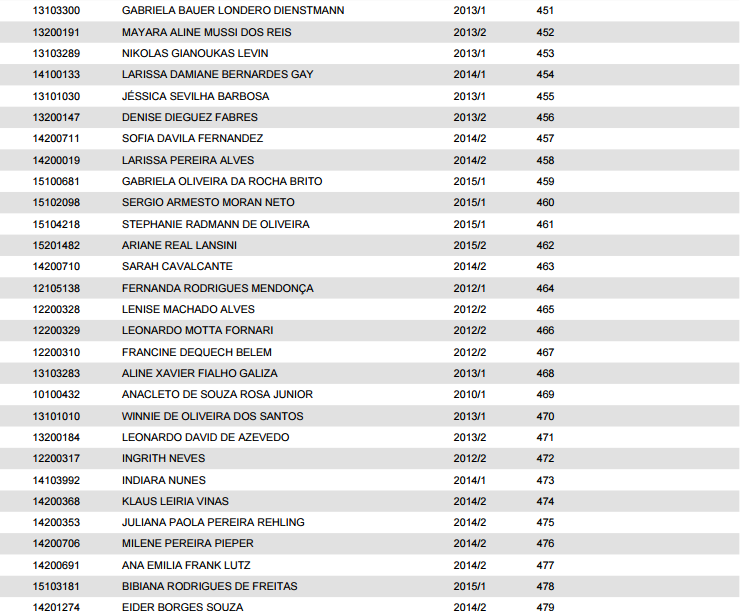 13103300 GABRIELA BAUER LONDERO DIENSTMANN 2013/1 451
13200191 MAYARA ALINE MUSSI DOS REIS 2013/2 452
13103289 NIKOLAS GIANOUKAS LEVIN 2013/1 453
14100133 LARISSA DAMIANE BERNARDES GAY 2014/1 454
13101030 JÉSSICA SEVILHA BARBOSA 2013/1 455
13200147 DENISE DIEGUEZ FABRES 2013/2 456
14200711 SOFIA DAVILA FERNANDEZ 2014/2 457
14200019 LARISSA PEREIRA ALVES 2014/2 458
15100681 GABRIELA OLIVEIRA DA ROCHA BRITO 2015/1 459
15102098 SERGIO ARMESTO MORAN NETO 2015/1 460
15104218 STEPHANIE RADMANN DE OLIVEIRA 2015/1 461
15201482 ARIANE REAL LANSINI 2015/2 462
14200710 SARAH CAVALCANTE 2014/2 463
12105138 FERNANDA RODRIGUES MENDONÇA 2012/1 464
12200328 LENISE MACHADO ALVES 2012/2 465
12200329 LEONARDO MOTTA FORNARI 2012/2 466
12200310 FRANCINE DEQUECH BELEM 2012/2 467
13103283 ALINE XAVIER FIALHO GALIZA 2013/1 468
10100432 ANACLETO DE SOUZA ROSA JUNIOR 2010/1 469
13101010 WINNIE DE OLIVEIRA DOS SANTOS 2013/1 470
13200184 LEONARDO DAVID DE AZEVEDO 2013/2 471
12200317 INGRITH NEVES 2012/2 472
14103992 INDIARA NUNES 2014/1 473
14200368 KLAUS LEIRIA VINAS 2014/2 474
14200353 JULIANA PAOLA PEREIRA REHLING 2014/2 475
14200706 MILENE PEREIRA PIEPER 2014/2 476
14200691 ANA EMILIA FRANK LUTZ 2014/2 477
15103181 BIBIANA RODRIGUES DE FREITAS 2015/1 478
14201274 EIDER BORGES SOUZA 2014/2 479